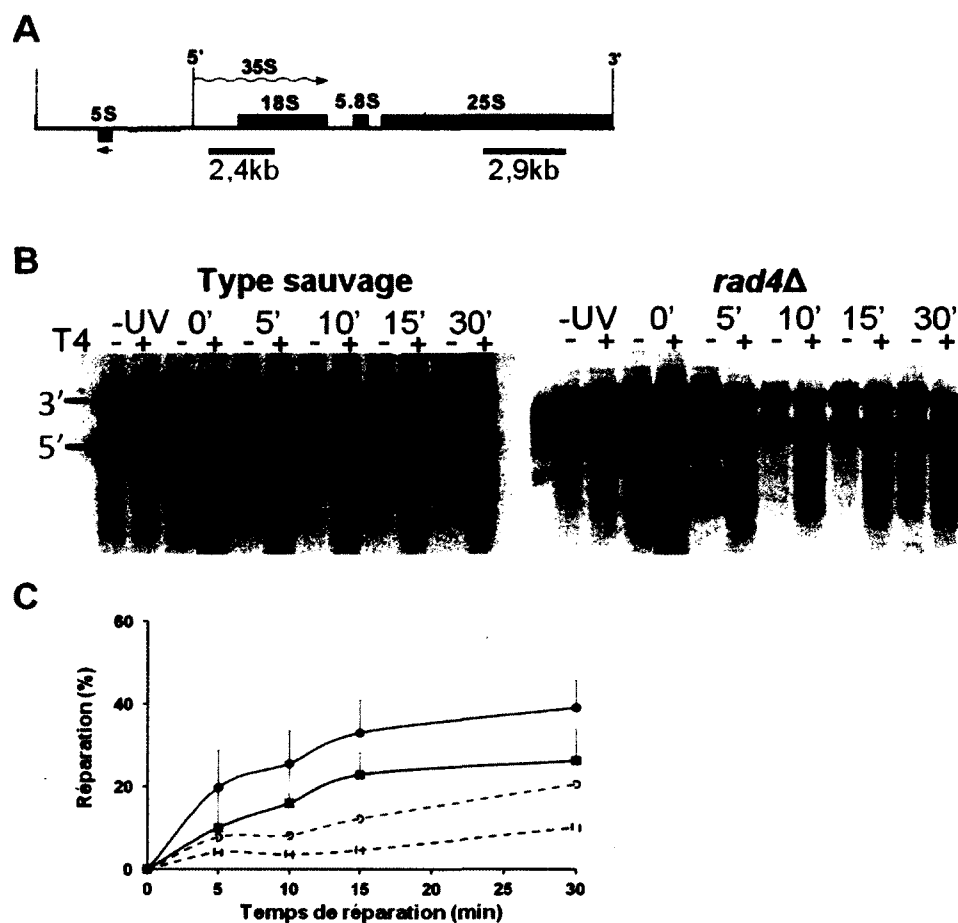 A
5' 3'
35S
5S 18S 5.8S 25S
2,4kb 2,9kb
B
Type sauvage rad4Δ
-UV 0' 5' 10' 15' 30' -UV 0' 5' 10' 15' 30'
T4 - + - + - + - + - + - + - + - + - + - + - + - +
3'
5'
C
60
40
20
0
Réparation (%)
0 5 10 15 20 25 30
Temps de réparation (min)